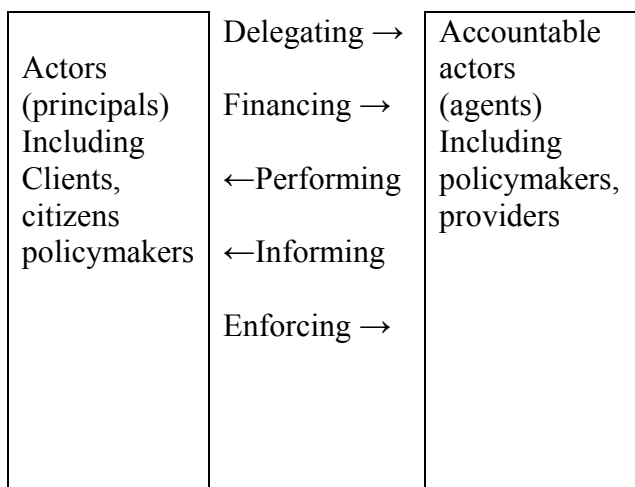 Actors
(principals)
Including
Clients,
citizens
policymakers
Delegating →
Financing →
←Performing
←Informing
Enforcing →
Accountable
actors
(agents)
Including
policymakers,
providers